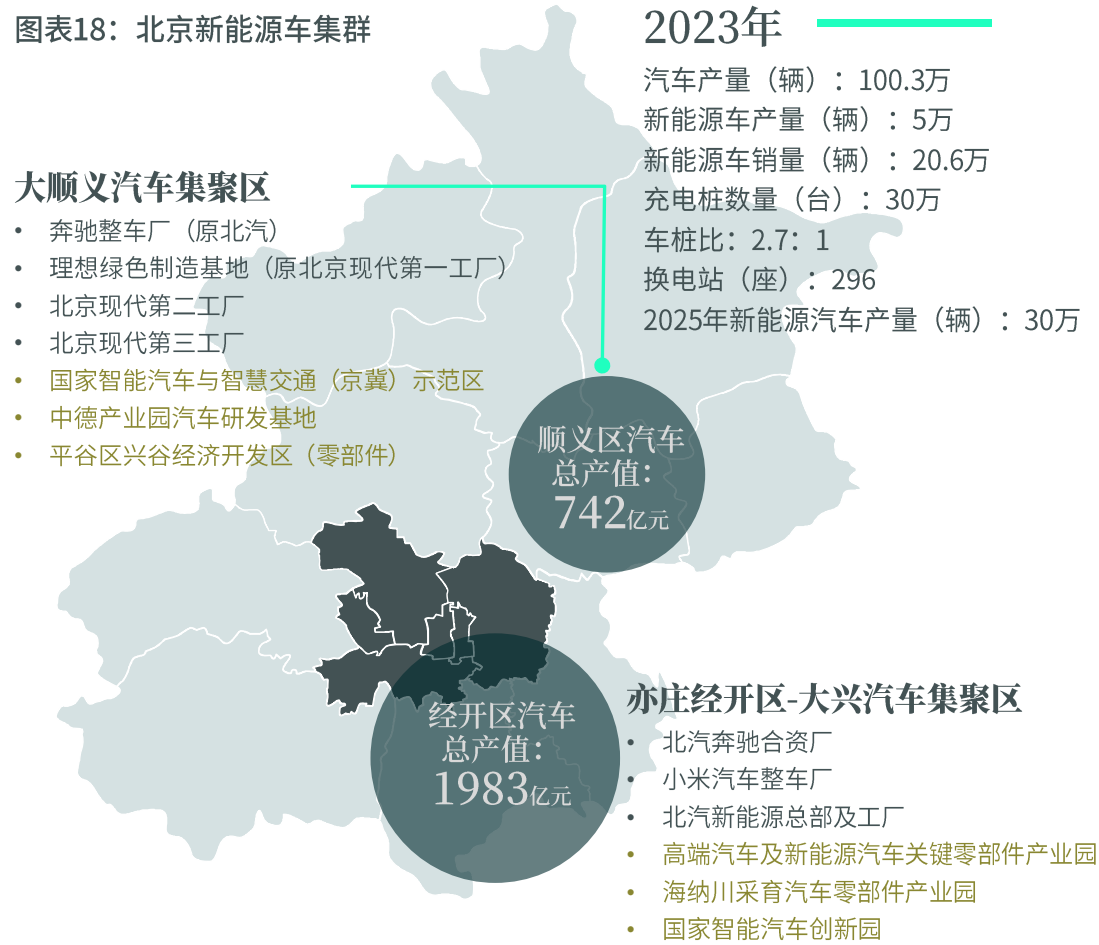 图表18：北京新能源车集群
2023年
汽车产量（辆）：100.3万
新能源车产量（辆）：5万
新能源车销量（辆）：20.6万
充电桩数量（台）：30万
车桩比：2.7：1
换电站（座）：296
2025年新能源汽车产量（辆）：30万
大顺义汽车集聚区
• 奔驰整车厂（原北汽）
• 理想绿色制造基地（原北京现代第一工厂）
• 北京现代第二工厂
• 北京现代第三工厂
• 国家智能汽车与智慧交通（京冀）示范区
• 中德产业园汽车研发基地
• 平谷区兴谷经济开发区（零部件）
顺义区汽车
总产值：
742亿元
经开区汽车
总产值：
1983亿元
亦庄经开区-大兴汽车集聚区
• 北汽奔驰合资厂
• 小米汽车整车厂
• 北汽新能源总部及工厂
• 高端汽车及新能源汽车关键零部件产业园
• 海纳川采育汽车零部件产业园
• 国家智能汽车创新园